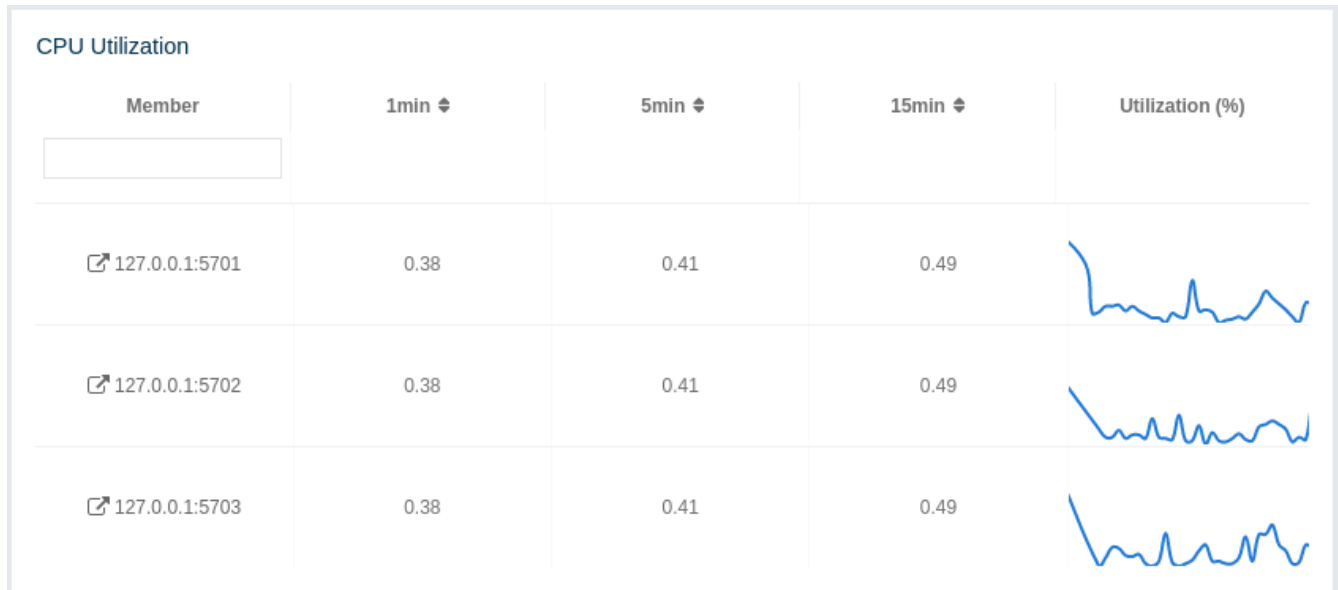 CPU Utilization
Member 1min 5min 15min Utilization (%)
127.0.0.1:5701 0.38 0.41 0.49
127.0.0.1:5702 0.38 0.41 0.49
127.0.0.1:5703 0.38 0.41 0.49